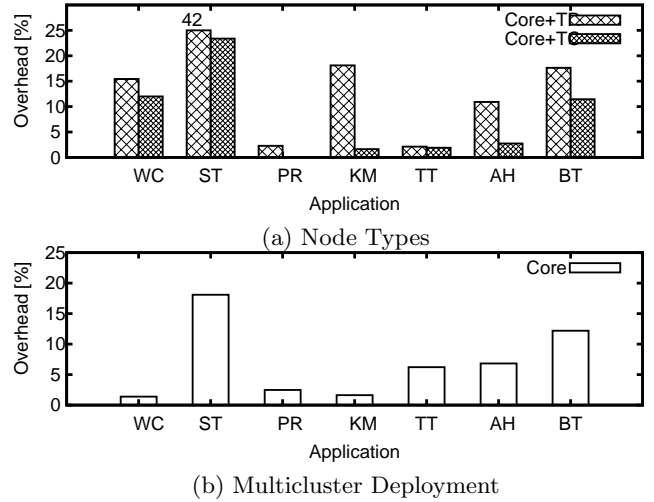 42
Overhead [%]
25
20
15
10
5
0
Core+TR
Core+TC
WC ST PR KM TT AH BT
Application
(a) Node Types
Overhead [%]
25
20
15
10
5
0
Core
WC ST PR KM TT AH BT
Application
(b) Multicluster Deployment